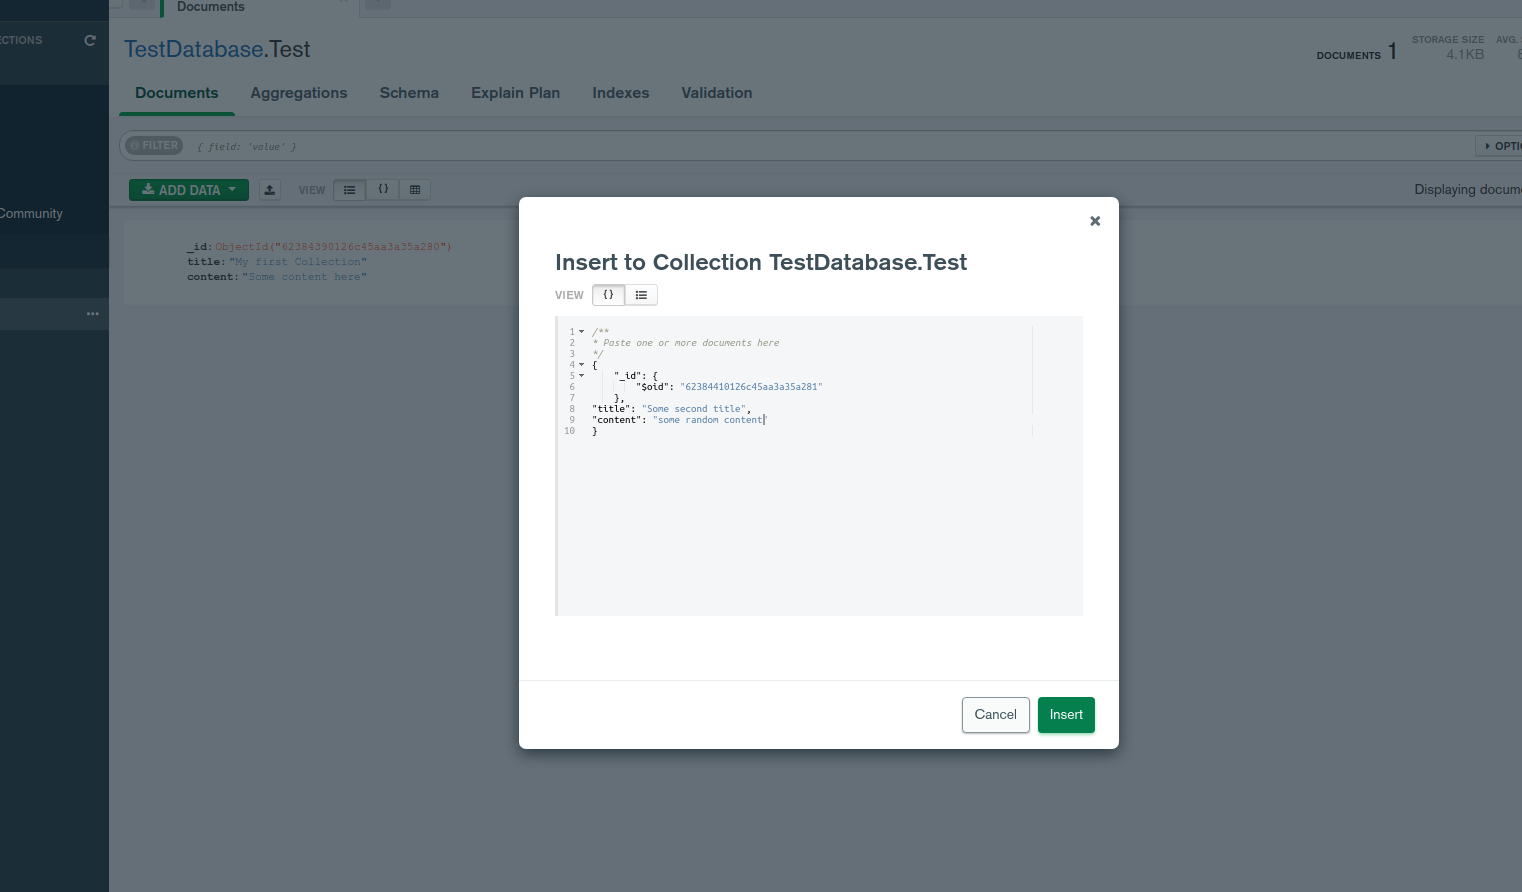 Documents
ECTIONS
TestDatabase.Test
DOCUMENTS 1
STORAGE SIZE
4.1KB
AVG.
Documents Aggregations Schema Explain Plan Indexes Validation
FILTER { field: 'value' }
OPTIO
ADD DATA VIEW {}
Displaying docume
Community
_id: ObjectId("62384390126c45aa3a35a280")
title: "My first Collection"
content: "Some content here"
Insert to Collection TestDatabase.Test
VIEW {}
1 /**
2 * Paste one or more documents here
3 */
4 {
5 "_id": {
6 "$oid": "62384410126c45aa3a35a281"
7 },
8 "title": "Some second title",
9 "content": "some random content"
10 }
Cancel Insert